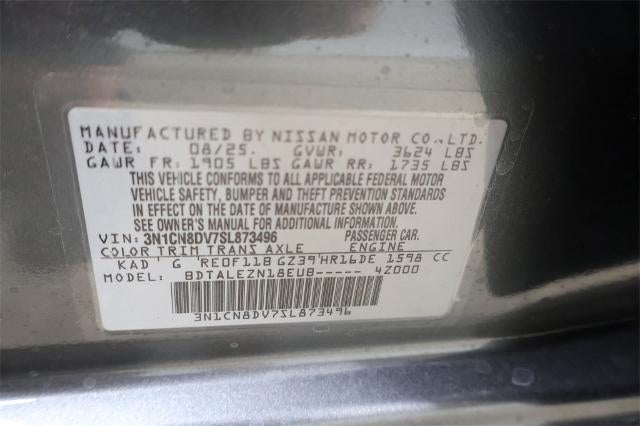 MANUFACTURED BY NISSAN MOTOR CO.,LTD.
DATE: 08/25. GVWR: 3624 LBS
GAWR FR: 1905 LBS GAWR RR: 1735 LBS
THIS VEHICLE CONFORMS TO ALL APPLICABLE FEDERAL MOTOR
VEHICLE SAFETY, BUMPER AND THEFT PREVENTION STANDARDS
IN EFFECT ON THE DATE OF MANUFACTURE SHOWN ABOVE.
SEE OWNER'S MANUAL FOR ADDITIONAL INFORMATION.
VIN: 3N1CN8DV7SL873496 PASSENGER CAR.
COLOR TRIM TRANS AXLE ENGINE
KAD G RE0F11B GZ39 HR16DE 1598 CC
MODEL: BDTALEZN18EUB----- 4Z000
3N1CN8DV7SL873496